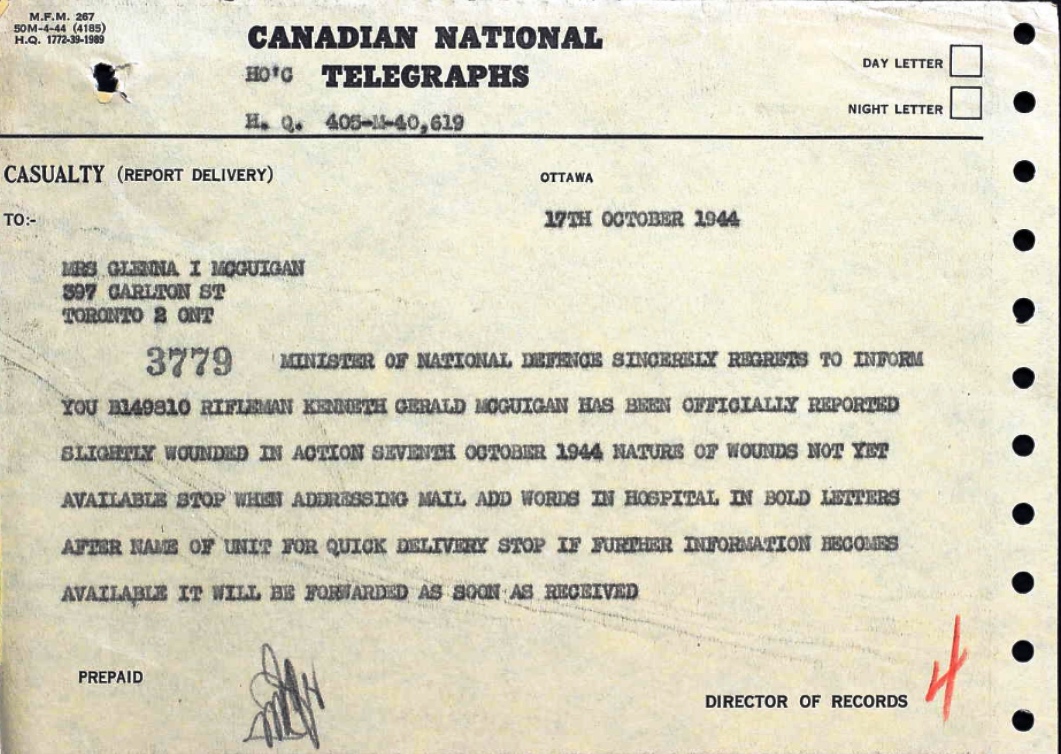 M.F.M. 267
50M-4-44 (4185)
H.Q. 1772-39-1989
CANADIAN NATIONAL
HO'C TELEGRAPHS
H. Q. 405-M-40,619
DAY LETTER
NIGHT LETTER
CASUALTY (REPORT DELIVERY)
OTTAWA
TO:-
17TH OCTOBER 1944
MRS GLENNA I MCGUIGAN
397 CARLTON ST
TORONTO 2 ONT
3779 MINISTER OF NATIONAL DEFENCE SINCERELY REGRETS TO INFORM
YOU B149810 RIFLEMAN KENNETH GERALD MCGUIGAN HAS BEEN OFFICIALLY REPORTED
SLIGHTLY WOUNDED IN ACTION SEVENTH OCTOBER 1944 NATURE OF WOUNDS NOT YET
AVAILABLE STOP WHEN ADDRESSING MAIL ADD WORDS IN HOSPITAL IN BOLD LETTERS
AFTER NAME OF UNIT FOR QUICK DELIVERY STOP IF FURTHER INFORMATION BECOMES
AVAILABLE IT WILL BE FORWARDED AS SOON AS RECEIVED
PREPAID
DIRECTOR OF RECORDS
4